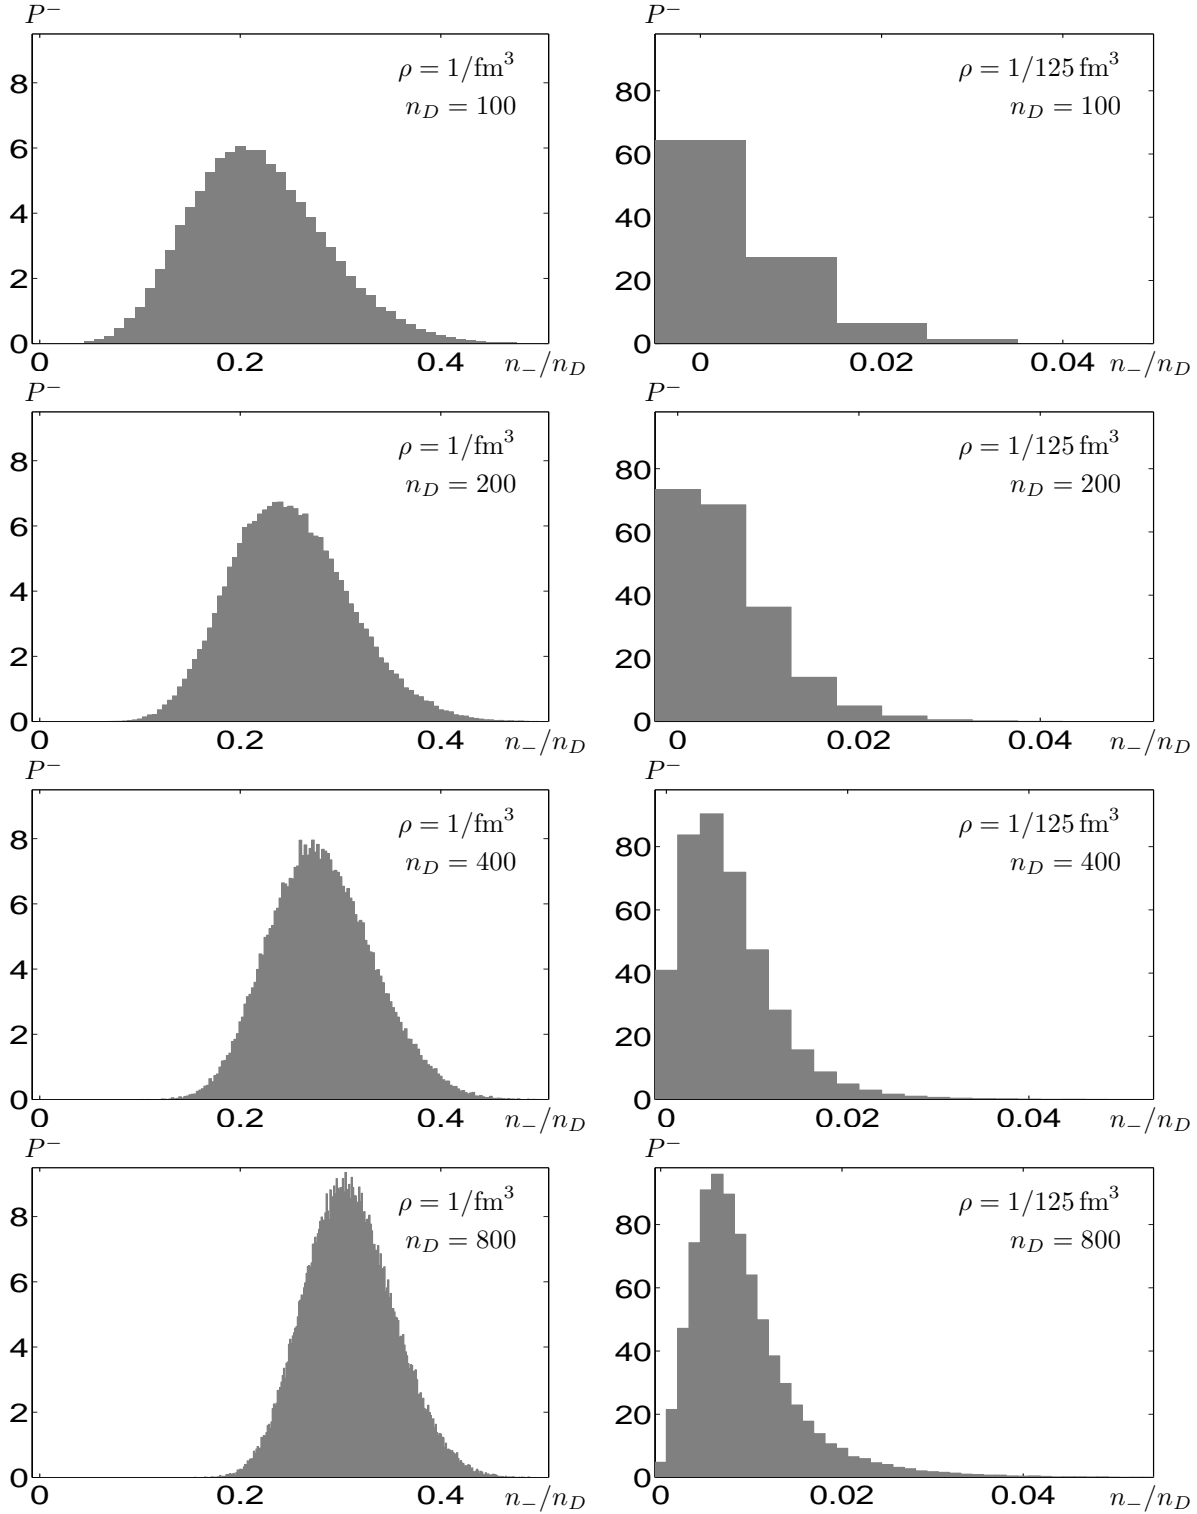 P⁻
ρ = 1/fm³
n_D = 100
8
6
4
2
0
0 0.2 0.4 n₋/n_D
P⁻
ρ = 1/125 fm³
n_D = 100
80
60
40
20
0
0 0.02 0.04 n₋/n_D
P⁻
ρ = 1/fm³
n_D = 200
8
6
4
2
0
0 0.2 0.4 n₋/n_D
P⁻
ρ = 1/125 fm³
n_D = 200
80
60
40
20
0
0 0.02 0.04 n₋/n_D
P⁻
ρ = 1/fm³
n_D = 400
8
6
4
2
0
0 0.2 0.4 n₋/n_D
P⁻
ρ = 1/125 fm³
n_D = 400
80
60
40
20
0
0 0.02 0.04 n₋/n_D
P⁻
ρ = 1/fm³
n_D = 800
8
6
4
2
0
0 0.2 0.4 n₋/n_D
P⁻
ρ = 1/125 fm³
n_D = 800
80
60
40
20
0
0 0.02 0.04 n₋/n_D